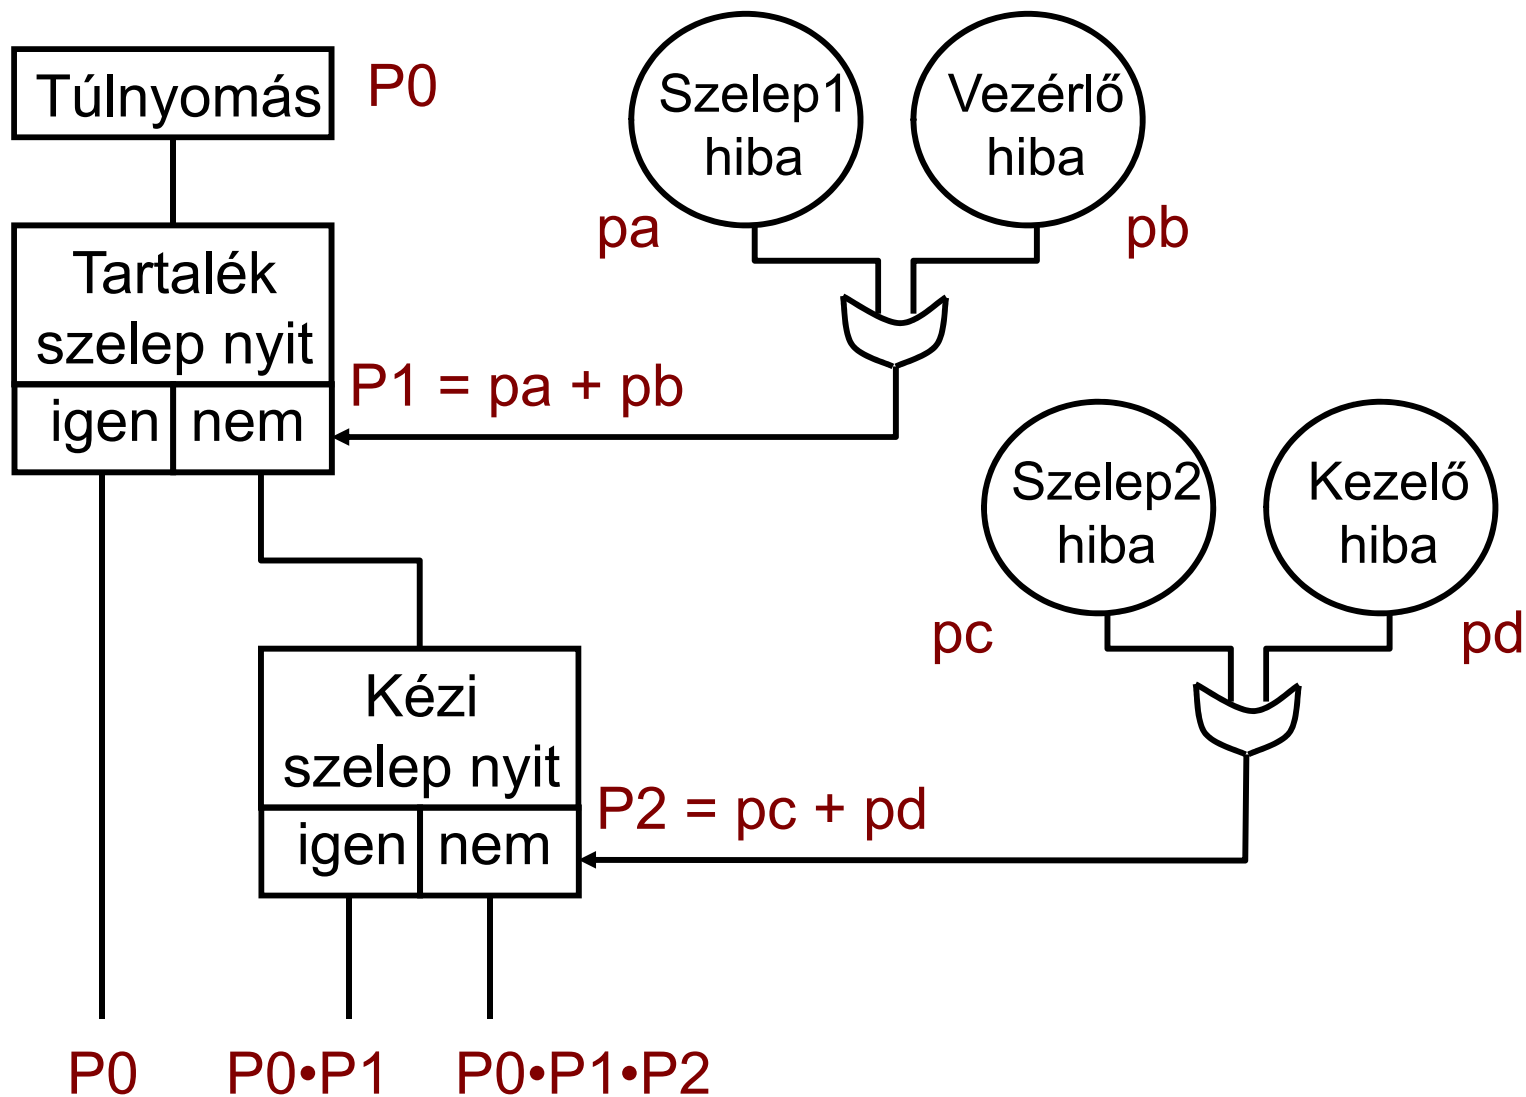 Túlnyomás
P0
Szelep1
hiba
Vezérlő
hiba
pa
pb
Tartalék
szelep nyit
igen
nem
P1 = pa + pb
Szelep2
hiba
Kezelő
hiba
pc
pd
Kézi
szelep nyit
igen
nem
P2 = pc + pd
P0
P0•P1
P0•P1•P2